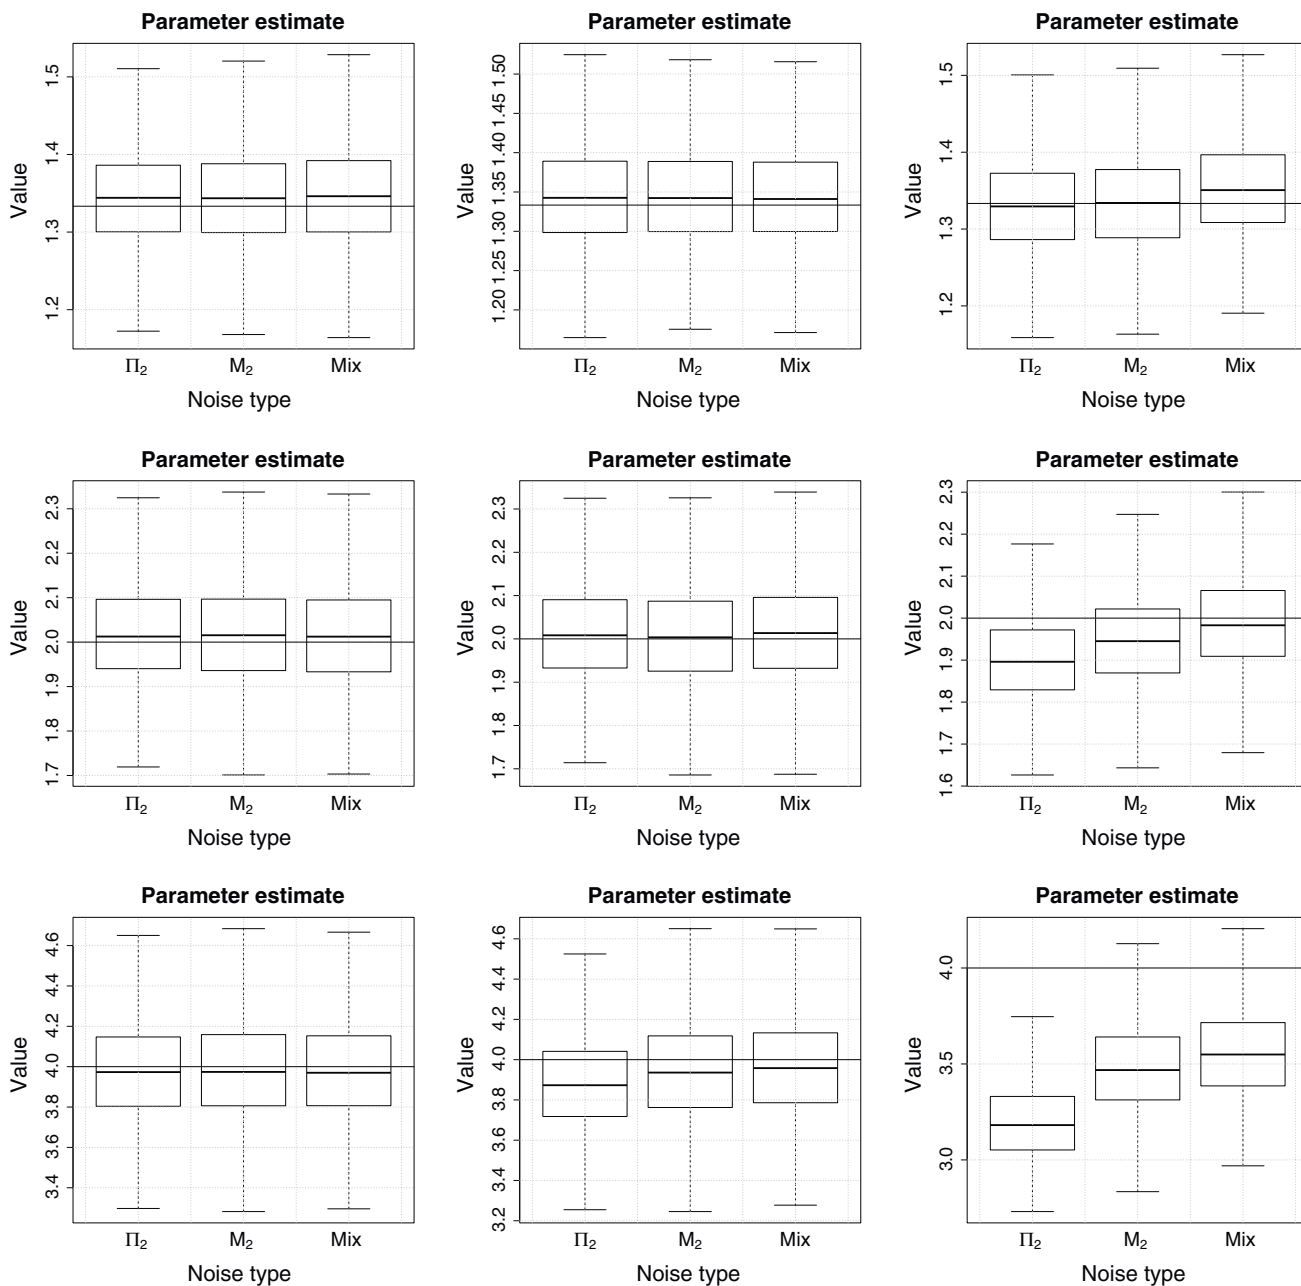 Parameter estimate
Value
1.5
1.4
1.3
1.2
Π2 M2 Mix
Noise type
Parameter estimate
Value
1.50
1.45
1.40
1.35
1.30
1.25
1.20
Π2 M2 Mix
Noise type
Parameter estimate
Value
1.5
1.4
1.3
1.2
Π2 M2 Mix
Noise type
Parameter estimate
Value
2.3
2.2
2.1
2.0
1.9
1.8
1.7
Π2 M2 Mix
Noise type
Parameter estimate
Value
2.3
2.2
2.1
2.0
1.9
1.8
1.7
Π2 M2 Mix
Noise type
Parameter estimate
Value
2.3
2.2
2.1
2.0
1.9
1.8
1.7
1.6
Π2 M2 Mix
Noise type
Parameter estimate
Value
4.6
4.4
4.2
4.0
3.8
3.6
3.4
Π2 M2 Mix
Noise type
Parameter estimate
Value
4.6
4.4
4.2
4.0
3.8
3.6
3.4
3.2
Π2 M2 Mix
Noise type
Parameter estimate
Value
4.0
3.5
3.0
Π2 M2 Mix
Noise type